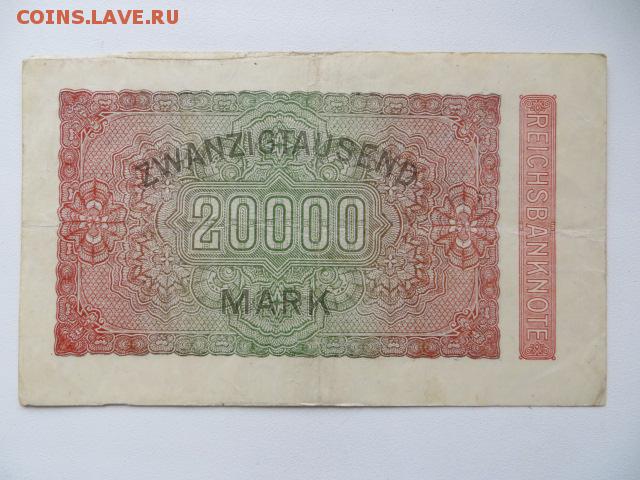 COINS.LAVE.RU
ZWANZIGTAUSEND
20000
MARK
REICHSBANKNOTE